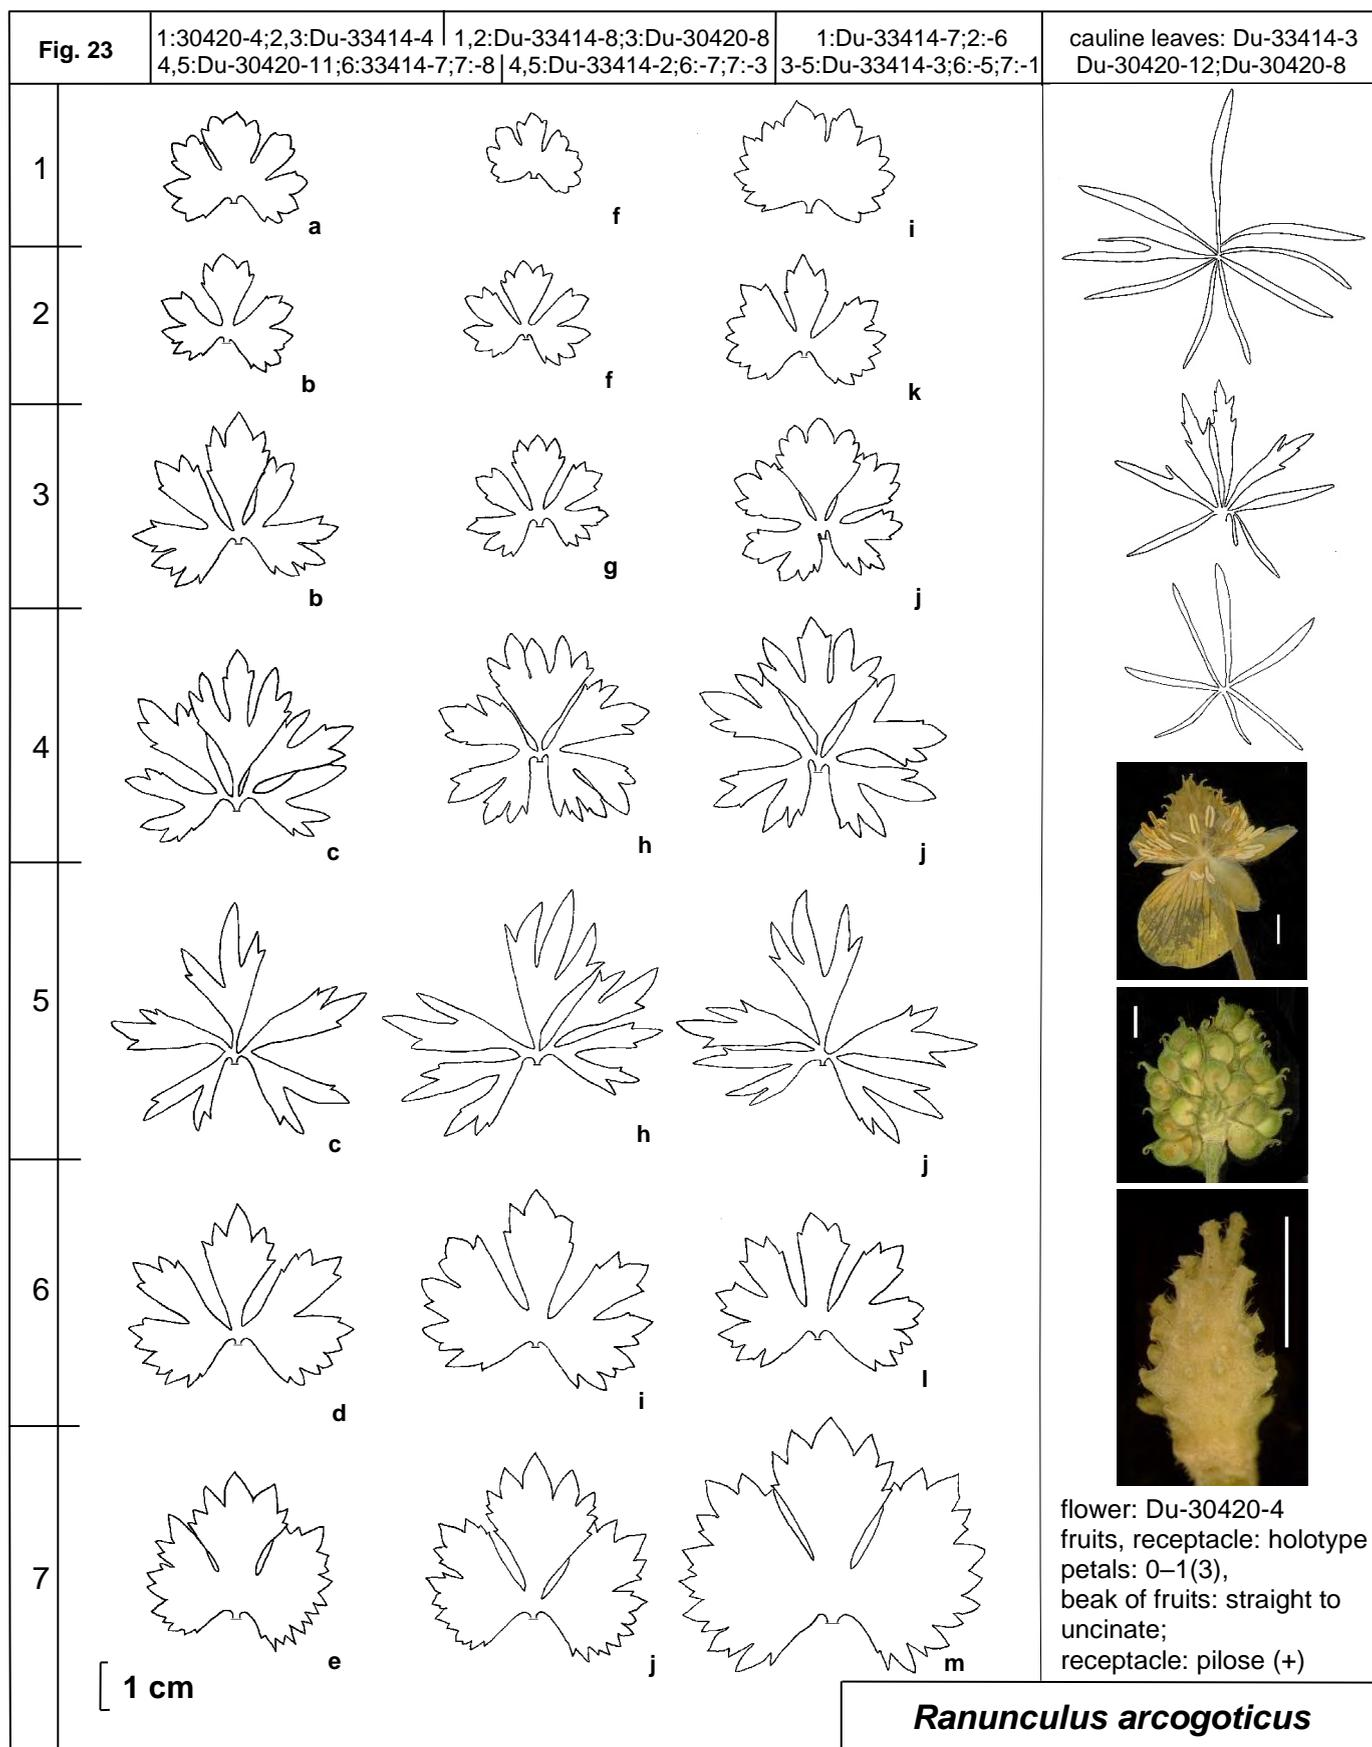 Fig. 23
1:30420-4;2,3:Du-33414-4
4,5:Du-30420-11;6:33414-7;7:-8
1,2:Du-33414-8;3:Du-30420-8
4,5:Du-33414-2;6:-7;7:-3
1:Du-33414-7;2:-6
3-5:Du-33414-3;6:-5;7:-1
cauline leaves: Du-33414-3
Du-30420-12;Du-30420-8
1
a
f
i
2
b
f
k
3
b
g
j
4
c
h
j
5
c
h
j
6
d
i
l
7
e
j
m
1 cm
flower: Du-30420-4
fruits, receptacle: holotype
petals: 0–1(3),
beak of fruits: straight to
uncinate;
receptacle: pilose (+)
Ranunculus arcogoticus